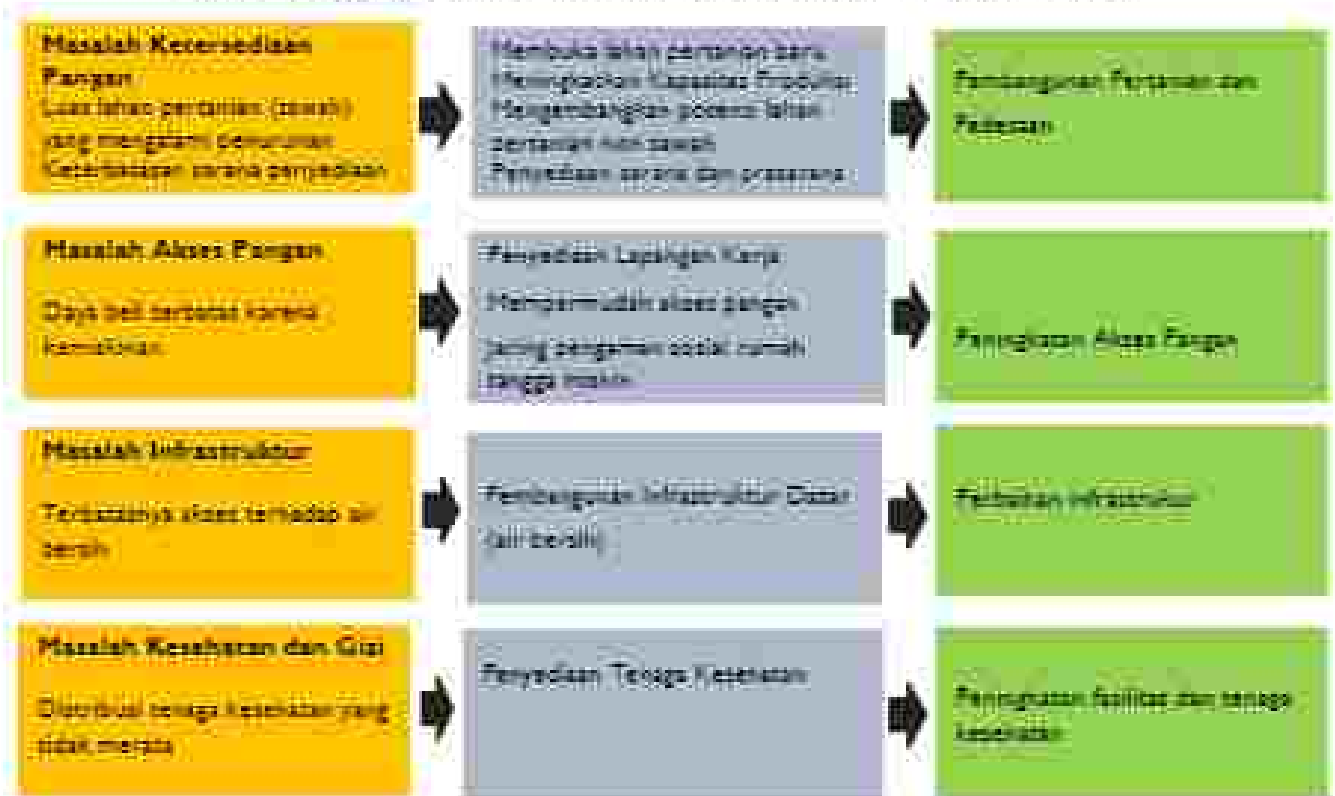 Masalah Ketersediaan
Pangan
Luas lahan pertanian (sawah)
yang mengalami penurunan
Keterbatasan sarana penyediaan
Membuka lahan pertanian baru
Meningkatkan Kapasitas Produksi
Mengembangkan potensi lahan
pertanian non sawah
Penyediaan sarana dan prasarana
Pembangunan Pertanian dan
Pedesaan
Masalah Akses Pangan
Daya beli terbatas karena
kemiskinan
Penyediaan Lapangan Kerja
Mempermudah akses pangan
Jaring pengaman sosial rumah
tangga miskin
Peningkatan Akses Pangan
Masalah Infrastruktur
Terbatasnya akses terhadap air
bersih
Pembangunan Infrastruktur Dasar
(air bersih)
Perbaikan infrastruktur
Masalah Kesehatan dan Gizi
Distribusi tenaga kesehatan yang
tidak merata
Penyediaan Tenaga Kesehatan
Peningkatan fasilitas dan tenaga
kesehatan